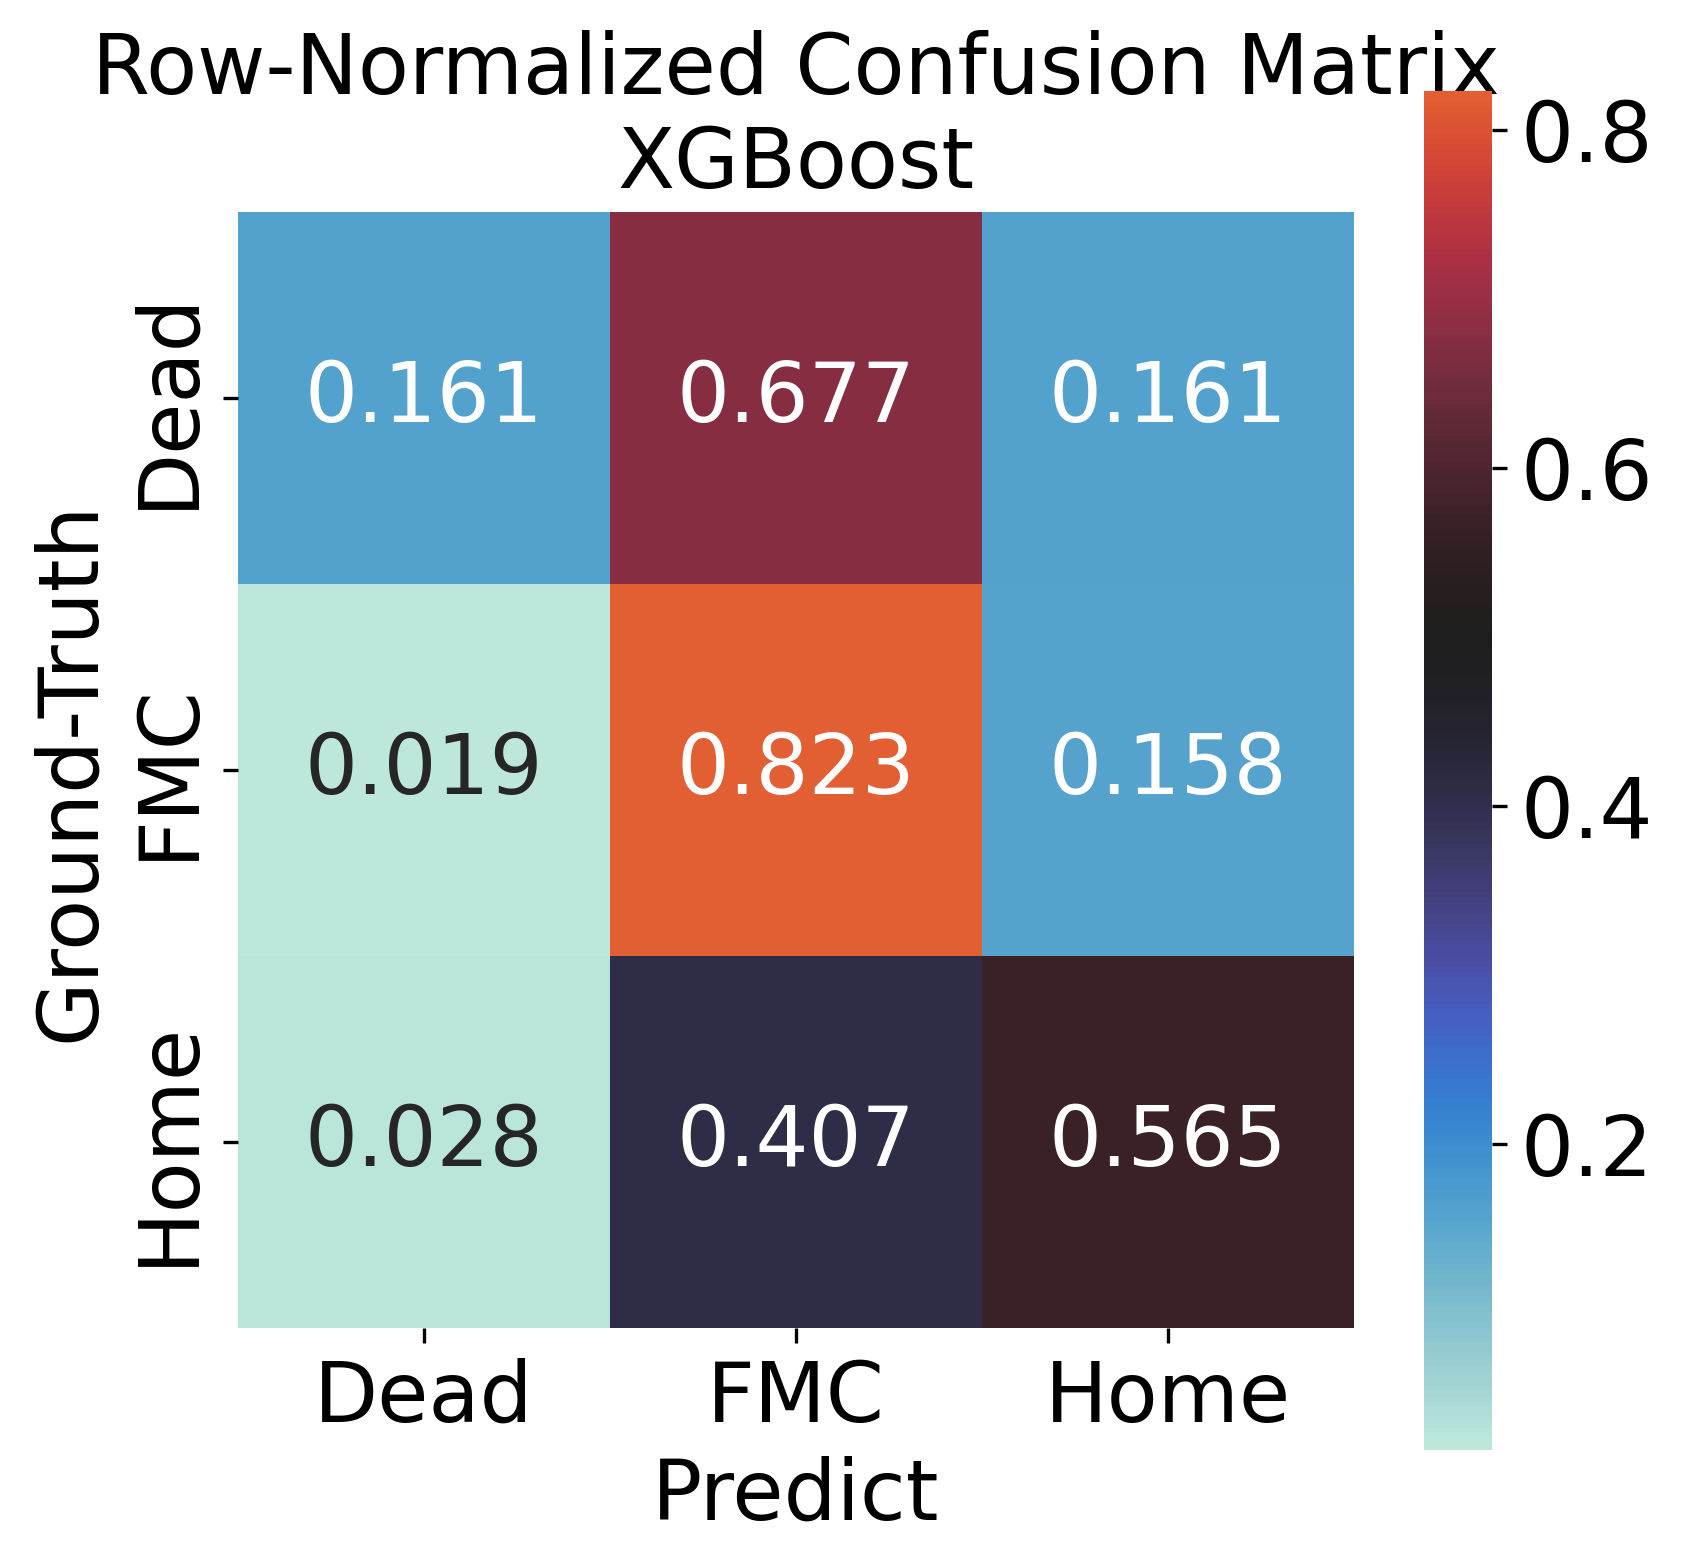 Row-Normalized Confusion Matrix
XGBoost
Ground-Truth
Dead
0.161
0.677
0.161
FMC
0.019
0.823
0.158
Home
0.028
0.407
0.565
Dead
FMC
Home
Predict
0.8
0.6
0.4
0.2